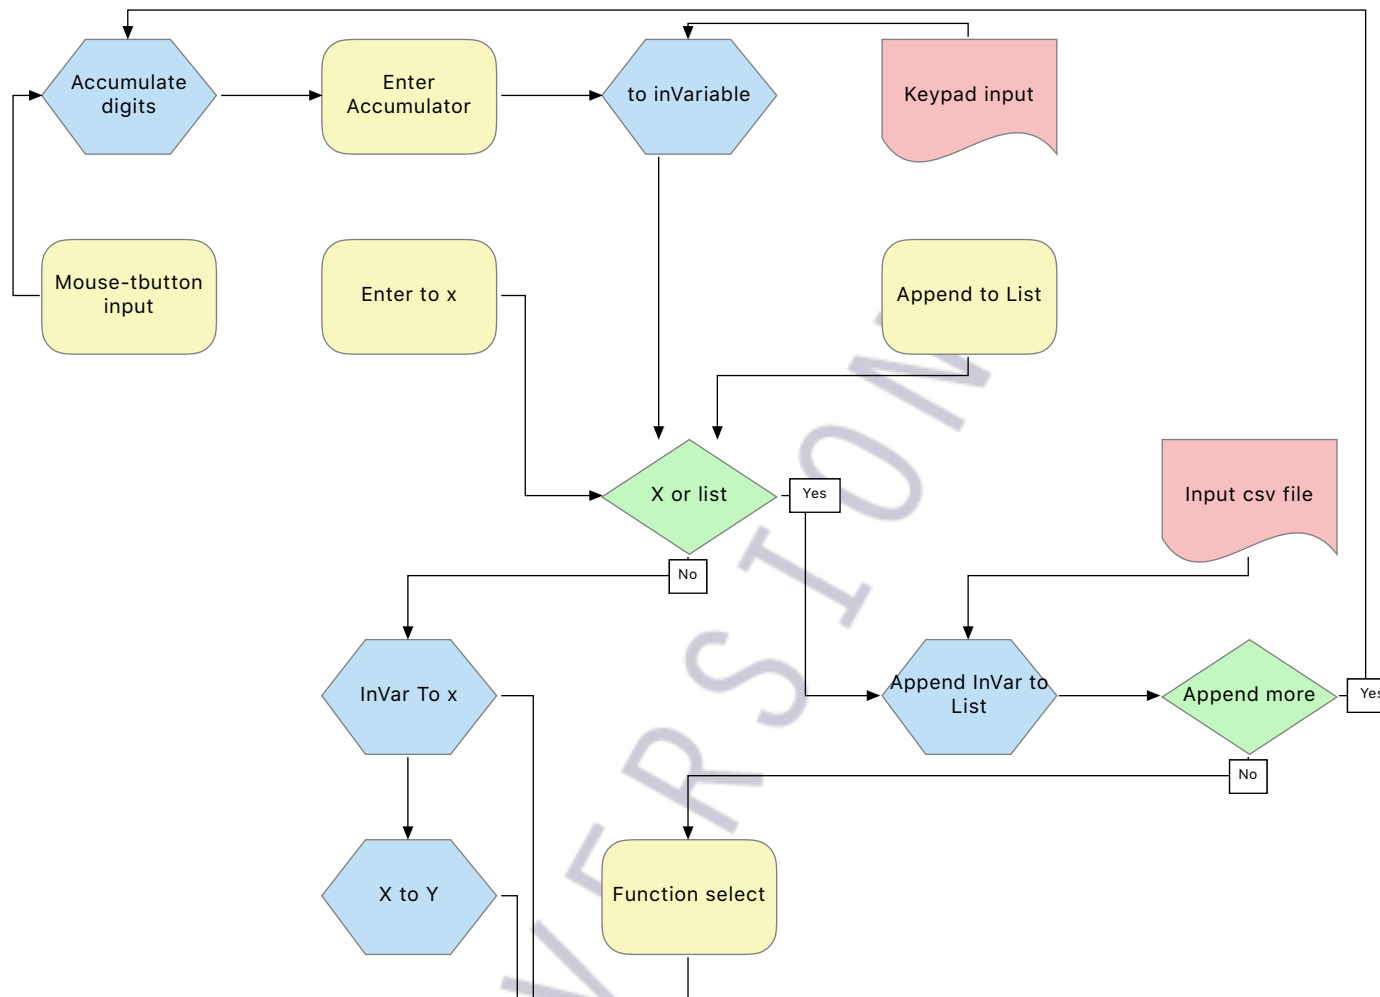 Accumulate
digits
Enter
Accumulator
to inVariable
Keypad input
Mouse-tbutton
input
Enter to x
Append to List
X or list
Yes
Input csv file
No
InVar To x
Append InVar to
List
Append more
Yes
No
X to Y
Function select
VERSION